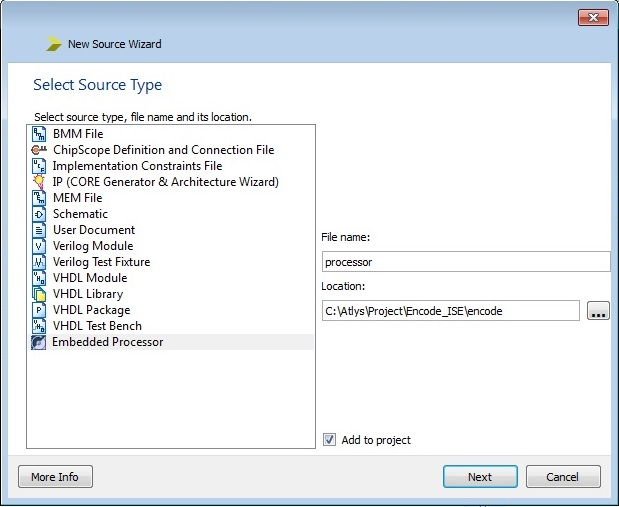 New Source Wizard
Select Source Type
Select source type, file name and its location.
BMM File
ChipScope Definition and Connection File
Implementation Constraints File
IP (CORE Generator & Architecture Wizard)
MEM File
Schematic
User Document
Verilog Module
Verilog Test Fixture
VHDL Module
VHDL Library
VHDL Package
VHDL Test Bench
Embedded Processor
File name:
processor
Location:
C:\Atlys\Project\Encode_ISE\encode
...
Add to project
More Info
Next
Cancel